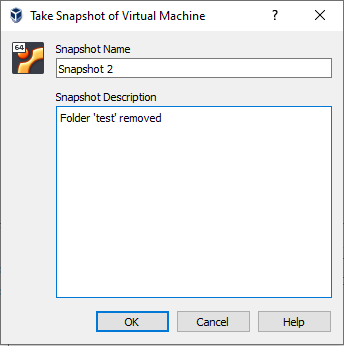 Take Snapshot of Virtual Machine
64
Snapshot Name
Snapshot 2
Snapshot Description
Folder 'test' removed
OK
Cancel
Help